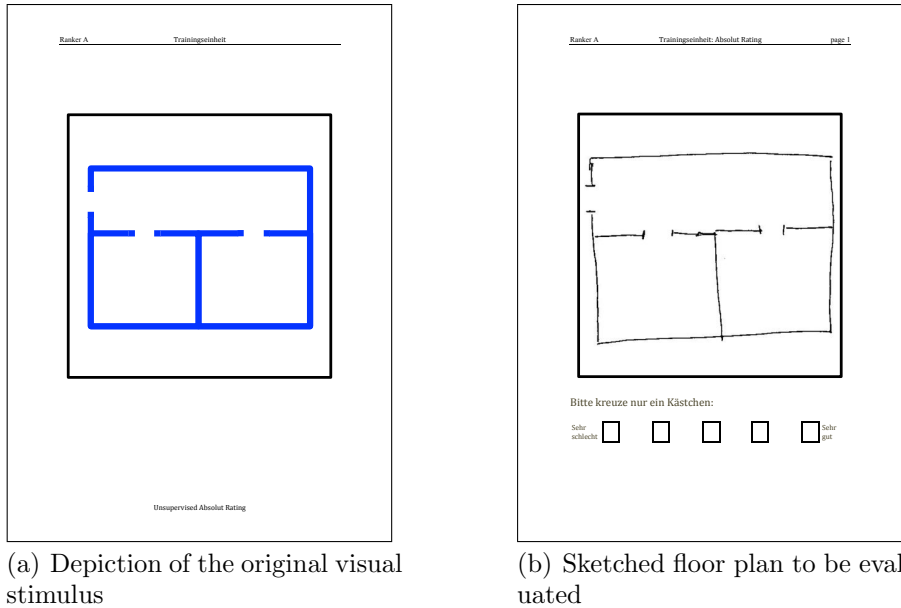 Ranker A Trainingseinheit
Unsupervised Absolut Rating
(a) Depiction of the original visual
stimulus
Ranker A Trainingseinheit: Absolut Rating page 1
Bitte kreuze nur ein Kästchen:
Sehr
schlecht
Sehr
gut
(b) Sketched floor plan to be eval
uated